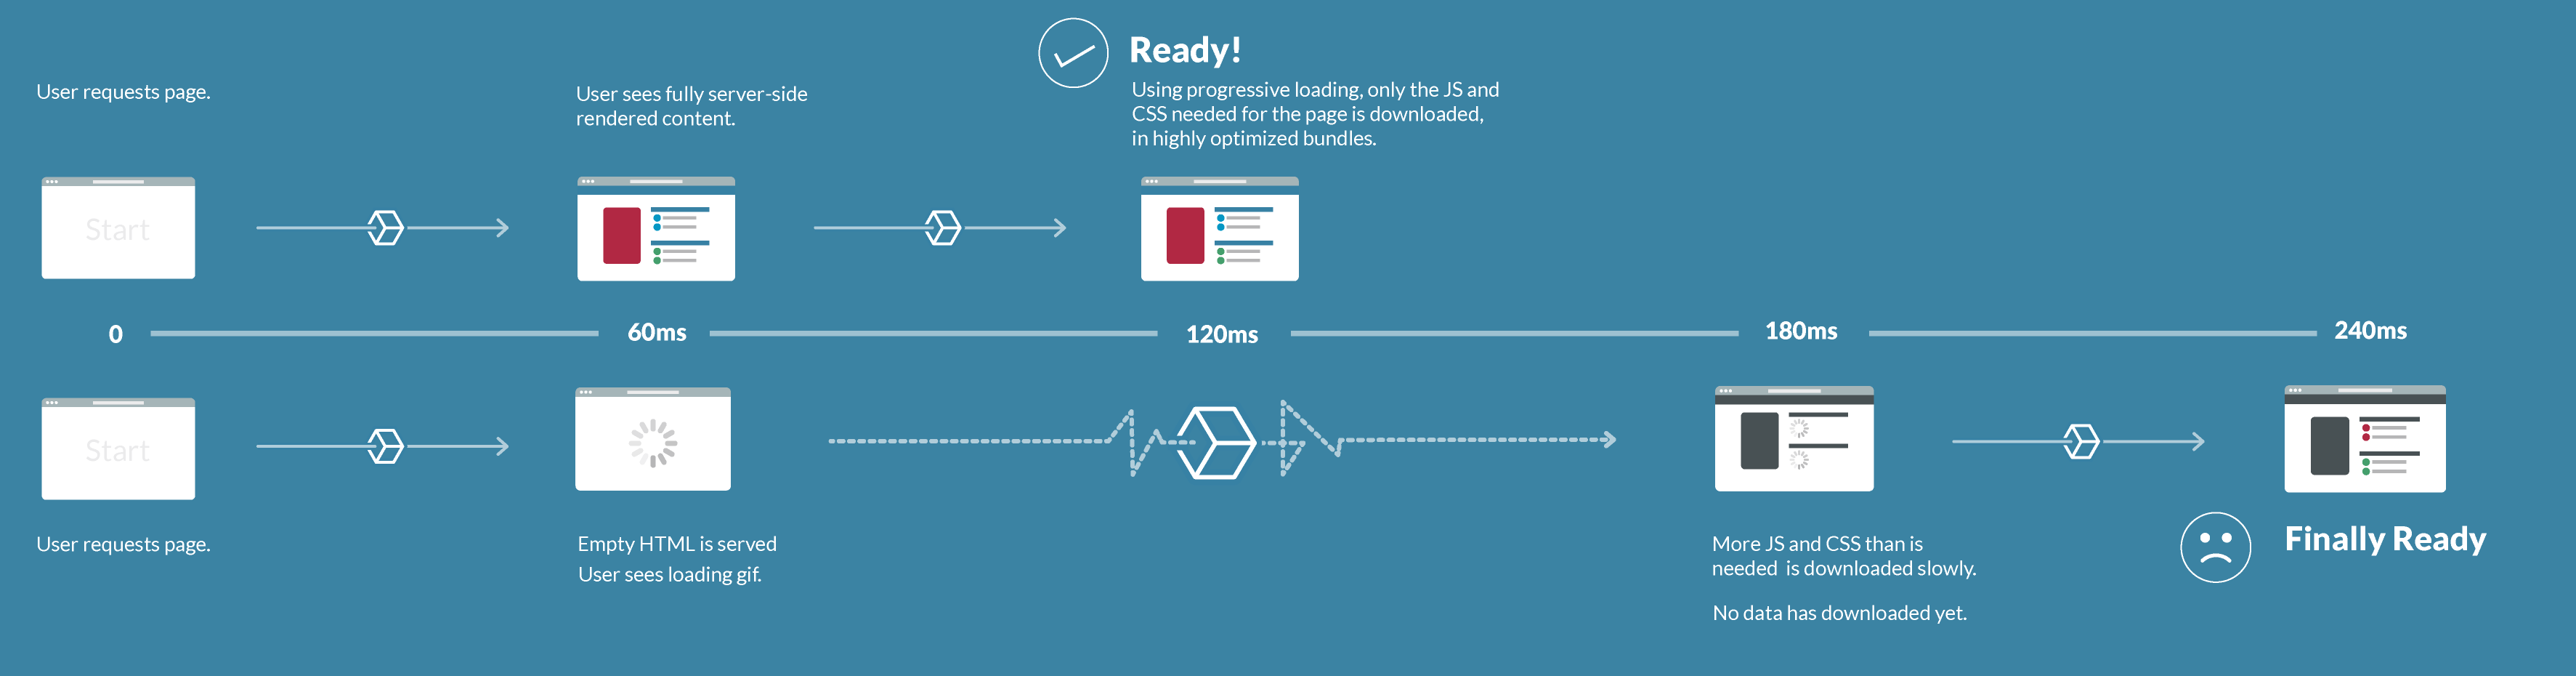 Ready!
User requests page.
User sees fully server-side
rendered content.
Using progressive loading, only the JS and
CSS needed for the page is downloaded,
in highly optimized bundles.
Start
0
60ms
120ms
180ms
240ms
Start
User requests page.
Empty HTML is served
User sees loading gif.
More JS and CSS than is
needed is downloaded slowly.
No data has downloaded yet.
Finally Ready